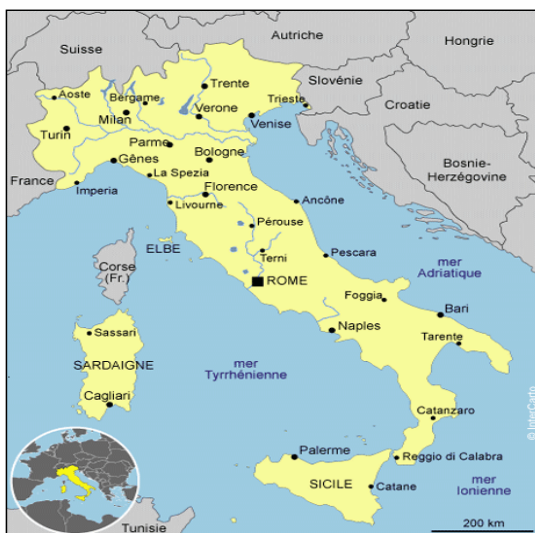 Suisse
Autriche
Hongrie
Slovénie
Croatie
Bosnie-
Herzégovine
France
Aoste
Bergame
Trente
Trieste
Milan
Verone
Venise
Turin
Parme
Bologne
Gênes
La Spezia
Imperia
Florence
Livourne
Ancône
Pérouse
ELBE
Terni
Pescara
Corse
(Fr.)
ROME
mer
Adriatique
Foggia
Bari
Sassari
Naples
Tarente
SARDAIGNE
mer
Tyrrhénienne
Cagliari
Catanzaro
Palerme
Reggio di Calabra
SICILE
Catane
mer
Ionienne
Tunisie
200 km
© InterCarto